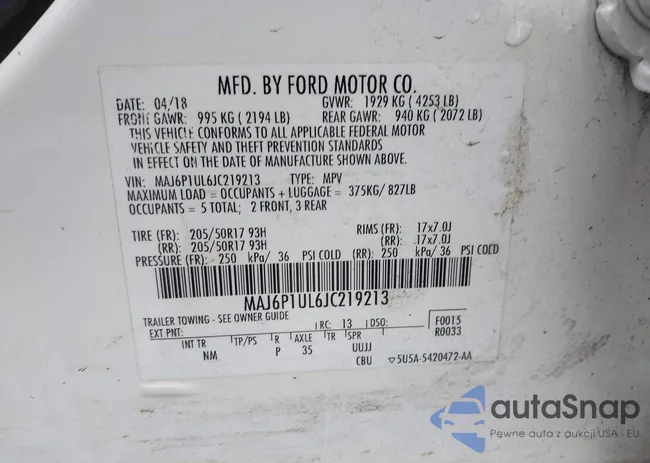 MFD. BY FORD MOTOR CO.
DATE: 04/18 GVWR: 1929 KG (4253 LB)
FRONT GAWR: 995 KG (2194 LB) REAR GAWR: 940 KG (2072 LB)
THIS VEHICLE CONFORMS TO ALL APPLICABLE FEDERAL MOTOR
VEHICLE SAFETY AND THEFT PREVENTION STANDARDS
IN EFFECT ON THE DATE OF MANUFACTURE SHOWN ABOVE.
VIN: MAJ6P1UL6JC219213 TYPE: MPV
MAXIMUM LOAD = OCCUPANTS + LUGGAGE = 375KG/ 827LB
OCCUPANTS = 5 TOTAL; 2 FRONT, 3 REAR
TIRE (FR): 205/50R17 93H RIMS (FR): 17x7.0J
(RR): 205/50R17 93H (RR): 17x7.0J
PRESSURE (FR): 250 kPa/ 36 PSI COLD (RR): 250 kPa/ 36 PSI COLD
MAJ6P1UL6JC219213
TRAILER TOWING - SEE OWNER GUIDE
EXT PNT: RC: 13 DSO: F0015
R0033
INT TR TP/PS R AXLE TR SPR
NM P 35 UUJJ
CBU ▽5U5A-5420472-AA
autoSnap
Pewne auta z aukcji USA i EU